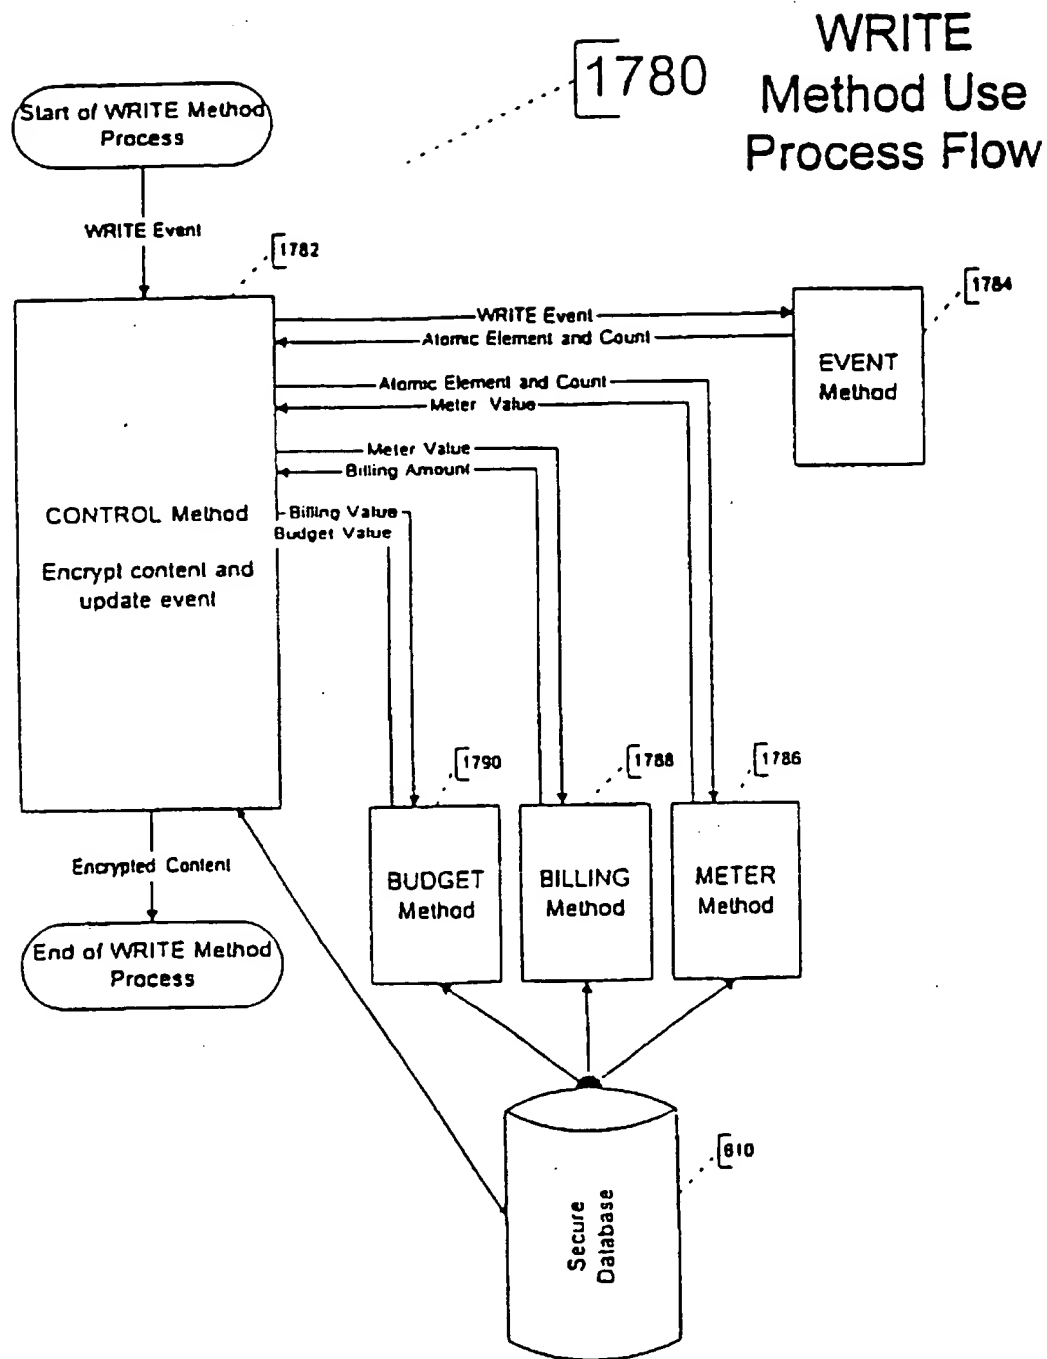 1780
WRITE
Method Use
Process Flow
Start of WRITE Method
Process
WRITE Event
1782
1784
WRITE Event
Atomic Element and Count
EVENT
Method
Atomic Element and Count
Meter Value
Meter Value
Billing Amount
CONTROL Method
Encrypt content and
update event
Billing Value
Budget Value
1790
1788
1786
Encrypted Content
BUDGET
Method
BILLING
Method
METER
Method
End of WRITE Method
Process
610
Secure
Database